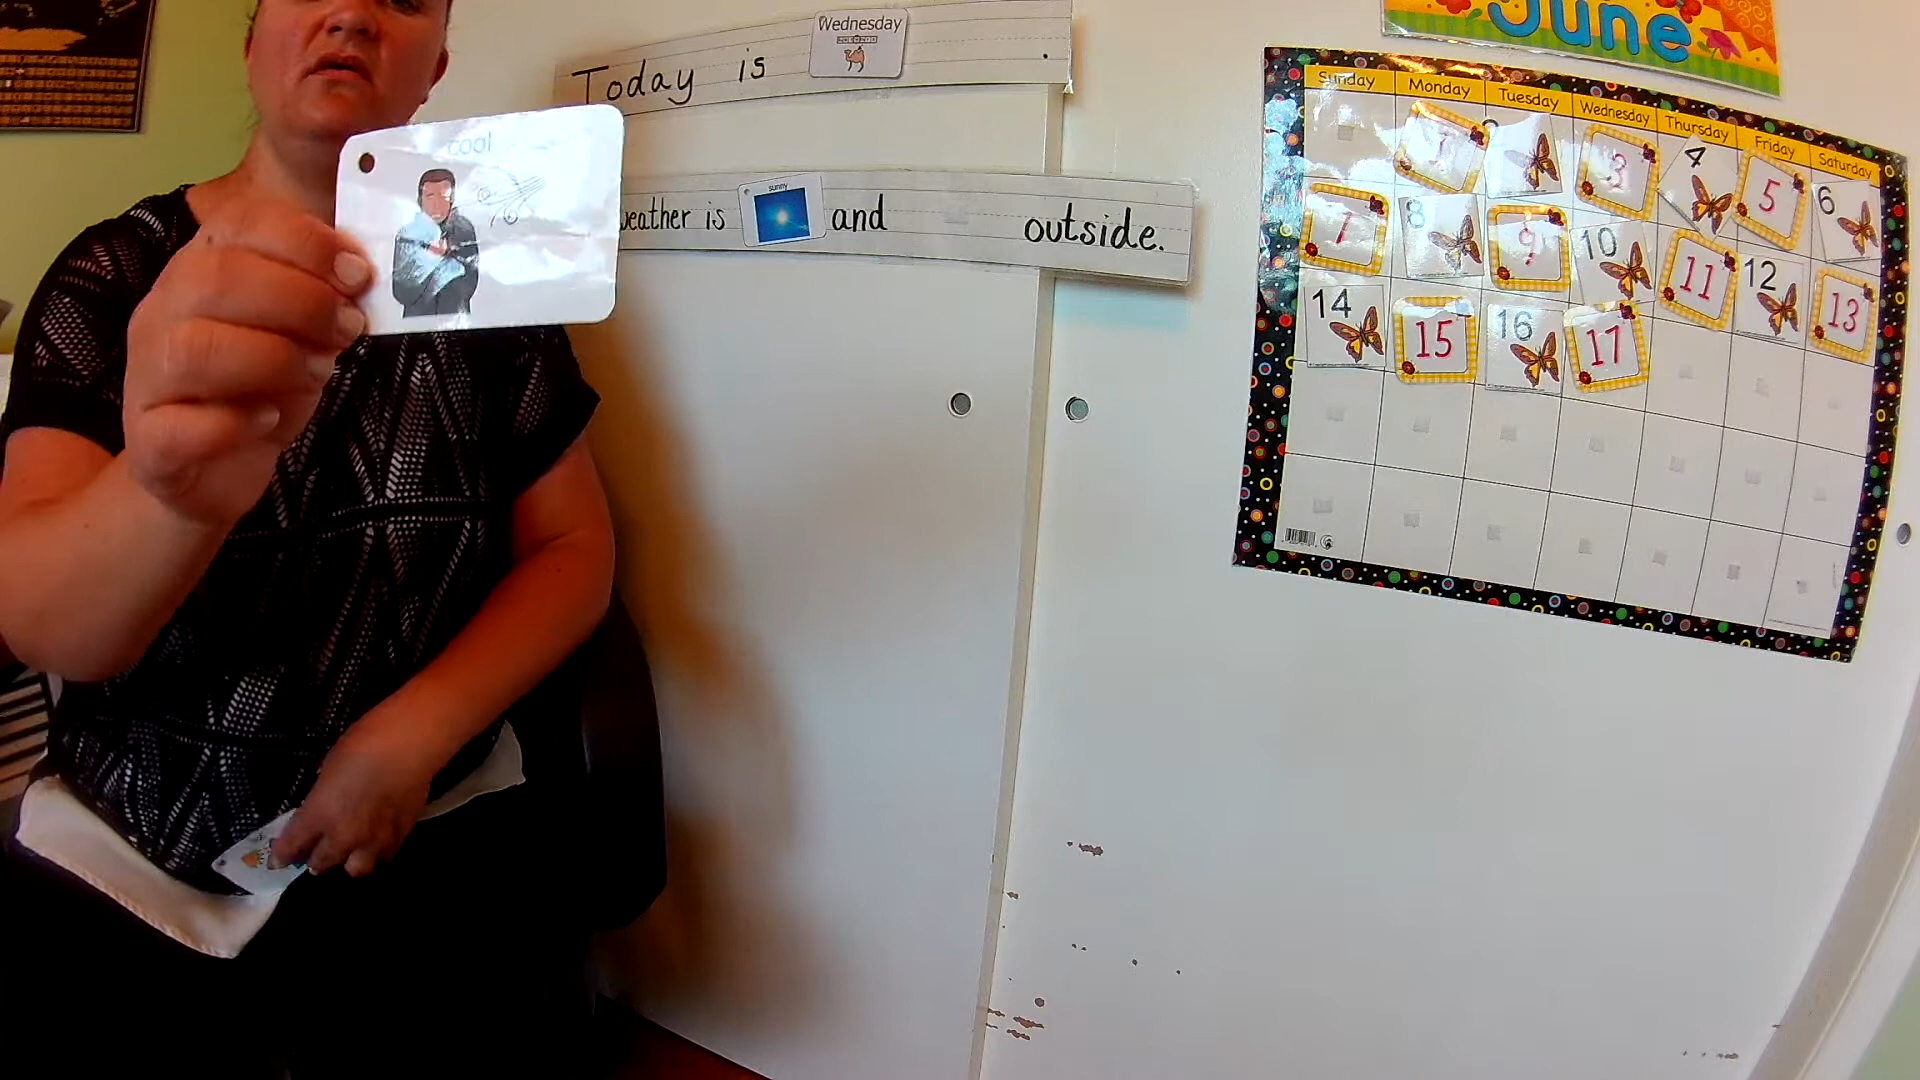 June
Wednesday
Today is .
cool
weather is sunny and outside.
Sunday Monday Tuesday Wednesday Thursday Friday Saturday
1 3 4 5 6
7 8 9 10 11 12 13
14 15 16 17